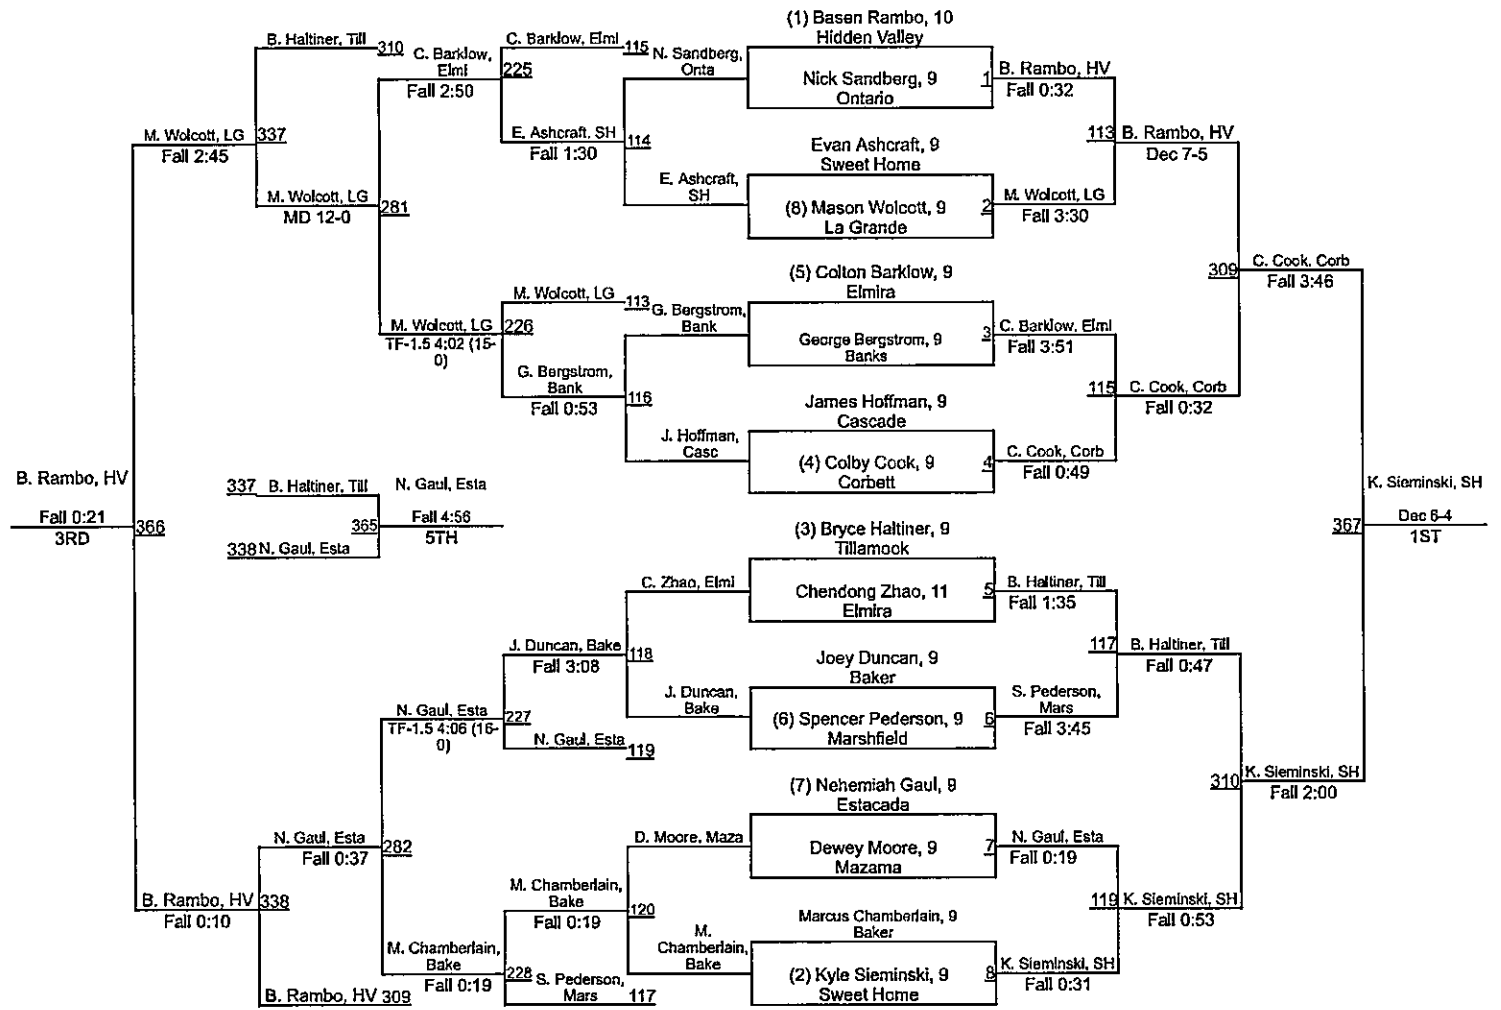 (1) Basen Rambo, 10
Hidden Valley
B. Haltiner, Till
310
C. Barklow, Elmi
115
N. Sandberg,
Onta
C. Barklow,
Elmi
225
Fall 2:50
Nick Sandberg, 9
Ontario
1
B. Rambo, HV
Fall 0:32
M. Wolcott, LG
337
Fall 2:45
E. Ashcraft, SH
114
Fall 1:30
Evan Ashcraft, 9
Sweet Home
113
B. Rambo, HV
Dec 7-5
M. Wolcott, LG
281
MD 12-0
E. Ashcraft,
SH
(8) Mason Wolcott, 9
La Grande
2
M. Wolcott, LG
Fall 3:30
(5) Colton Barklow, 9
Elmira
309
C. Cook, Corb
Fall 3:46
M. Wolcott, LG
113
G. Bergstrom,
Bank
M. Wolcott, LG
226
TF-1.5 4:02 (15-
0)
George Bergstrom, 9
Banks
3
C. Barklow, Elmi
Fall 3:51
G. Bergstrom,
Bank
116
Fall 0:53
James Hoffman, 9
Cascade
115
C. Cook, Corb
Fall 0:32
J. Hoffman,
Casc
(4) Colby Cook, 9
Corbett
4
C. Cook, Corb
Fall 0:49
B. Rambo, HV
Fall 0:21
3RD
366
337
B. Haltiner, Till
338
N. Gaul, Esta
365
N. Gaul, Esta
Fall 4:56
5TH
K. Sieminski, SH
367
Dec 6-4
1ST
(3) Bryce Haltiner, 9
Tillamook
C. Zhao, Elmi
Chendong Zhao, 11
Elmira
5
B. Haltiner, Till
Fall 1:35
J. Duncan, Bake
118
Fall 3:08
Joey Duncan, 9
Baker
117
B. Haltiner, Till
Fall 0:47
J. Duncan,
Bake
N. Gaul, Esta
227
TF-1.5 4:06 (16-
0)
(6) Spencer Pederson, 9
Marshfield
6
S. Pederson,
Mars
Fall 3:45
N. Gaul, Esta
119
(7) Nehemiah Gaul, 9
Estacada
310
K. Sieminski, SH
Fall 2:00
N. Gaul, Esta
282
Fall 0:37
D. Moore, Maza
Dewey Moore, 9
Mazama
7
N. Gaul, Esta
Fall 0:19
B. Rambo, HV
338
Fall 0:10
M. Chamberlain,
Bake
120
Fall 0:19
Marcus Chamberlain, 9
Baker
119
K. Sieminski, SH
Fall 0:53
M.
Chamberlain,
Bake
M. Chamberlain,
Bake
228
Fall 0:19
(2) Kyle Sieminski, 9
Sweet Home
8
K. Sieminski, SH
Fall 0:31
B. Rambo, HV
309
S. Pederson,
Mars
117